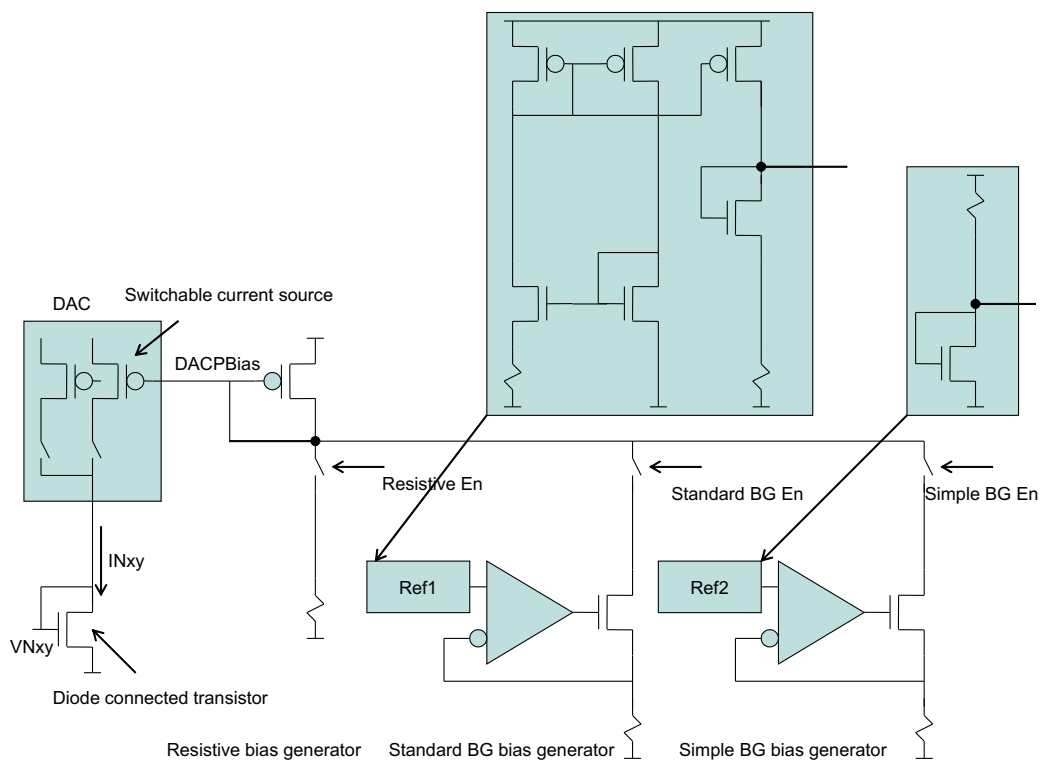 DAC
Switchable current source
DACPBias
Resistive En
Standard BG En
Simple BG En
INxy
Ref1
Ref2
VNxy
Diode connected transistor
Resistive bias generator
Standard BG bias generator
Simple BG bias generator